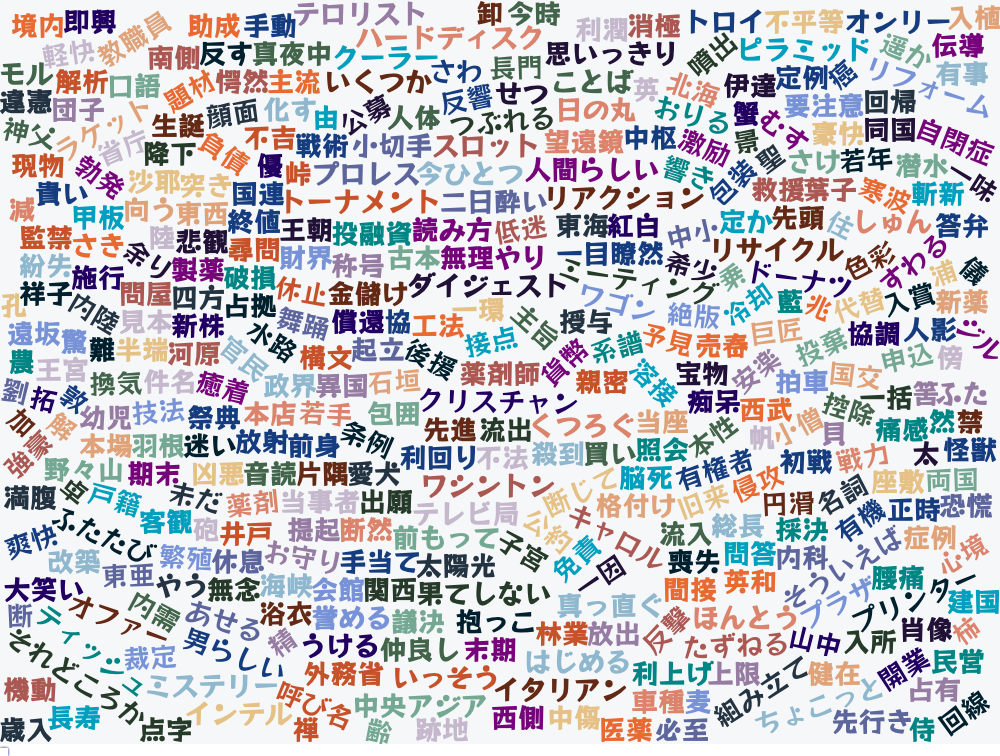 境内 即興 助成 手動 テロリスト 卸 今時 利潤 消極 トロイ 不平等 オンリー 入植
軽快 教職員 南側 反す 真夜中 クーラー ハードディスク 思いっきり 噴出 ピラミッド 遥か 伝導
モル 解析 口語 題材 愕然 主流 いくつか さわ 長門 ことば 英 北海 伊達 定例 癌 リフォーム 有事
違憲 団子 ラケット 顔面 化す 由 公募 人体 反響 せつ 日の丸 おりる 蟹 むす 要注意 回帰
神父 省庁 生誕 負債 不吉 戦術 小切手 つぶれる スロット 望遠鏡 中枢 激励 景 聖 豪快 同国 自閉症
現物 勃発 降下 優 峠 プロレス 今ひとつ 人間らしい 響き 包装 さけ 若年 潜水 一味
貴い 沙耶 突き 国連 トーナメント 二日酔い リアクション 救援 葉子 寒波 斬新
減 甲板 向う 東西 終値 王朝 投融資 読み方 低迷 東海 紅白 中小 定か 先頭 住 しゅん 答弁
監禁 さき 余り 陸 悲観 尋問 財界 称号 古本 無理やり 一目瞭然 希少 リサイクル 色彩 すわる
紛失 施行 製薬 破損 休止 金儲け ダイジェスト ミーティング 乗 ドーナツ 浦 儀
孔 祥子 内陸 問屋 四方 占拠 舞踊 償還 協 工法 一環 主旨 授与 ワゴン 絶版 冷却 藍 兆 代替 入賞 新薬
遠坂 驚 難 見本 新株 水路 構文 起立 後援 接点 系譜 予見 売春 巨匠 投棄 協調 人影 ビル
農 王宮 半端 河原 官民 政界 異国 石垣 薬剤師 貨幣 親密 溶接 宝物 安楽 拍車 国交 申込 傍
劉 拓 敦 換気 件名 癒着 クリスチャン 痴呆 西武 控除 一括 苦ふた
加 豪 解 幼児 技法 祭典 本店 若手 包囲 先進 流出 くつろぐ 当座 本性 帆 小僧 貝 痛感 然 禁
強 本場 羽根 迷い 放射 前身 条例 利回り 不法 殺到 買い 照会 初戦 戦力 太 怪獣
野々山 期末 凶悪 音読 片隅 愛犬 ワシントン 断じて 脳死 有権者 侵攻 座敷 両国
満腹 卓 戸籍 未だ 薬剤 当事者 出願 テレビ局 公約 格付け 旧来 円滑 名詞 有機 正時 恐慌
爽快 ふたたび 客観 砲 井戸 提起 断然 前もって 子宮 キャロル 流入 総長 採決 症例 心境
改築 東亜 繁殖 休息 お守り 手当て 太陽光 免責 一因 喪失 問答 内科 そういえば 腰痛
大笑い やう 無念 海峡 会館 関西 果てしない 真っ直ぐ 間接 英和 プラザ プリンター 建国
断 ティッシュ オファー 内需 あせる 浴衣 誉める 議決 抱っこ 林業 放出 反撃 ほんとう 山中 入所 肖像 柿
それどころか 裁定 男らしい 精 うける 仲良し 末期 はじめる たずねる 利上げ 上限 健在 開業 民営
機動 ミステリー 呼び名 外務省 いっそう イタリアン 車種 麦 組み立て ちょこっと 占有
歳入 長寿 点字 インテル 禅 齢 中央アジア 跡地 西側 中傷 医薬 必至 先行き 侍 回線